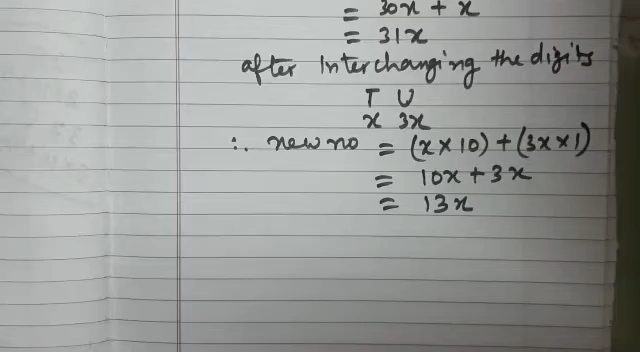 = 30x + x
= 31x
after Interchanging the digits
T U
x 3x
∴ new no = (x×10)+(3x×1)
= 10x+3x
= 13x